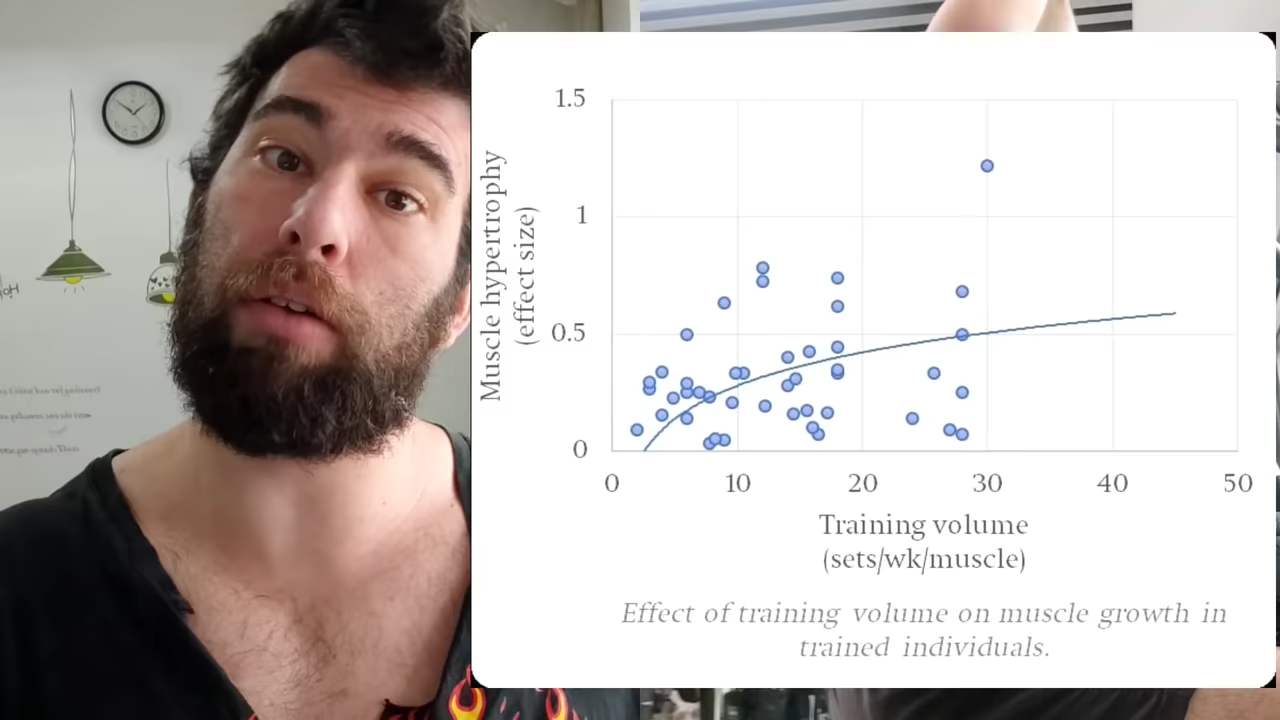 1.5
1
0.5
0
0
10
20
30
40
50
Muscle hypertrophy
(effect size)
Training volume
(sets/wk/muscle)
Effect of training volume on muscle growth in
trained individuals.